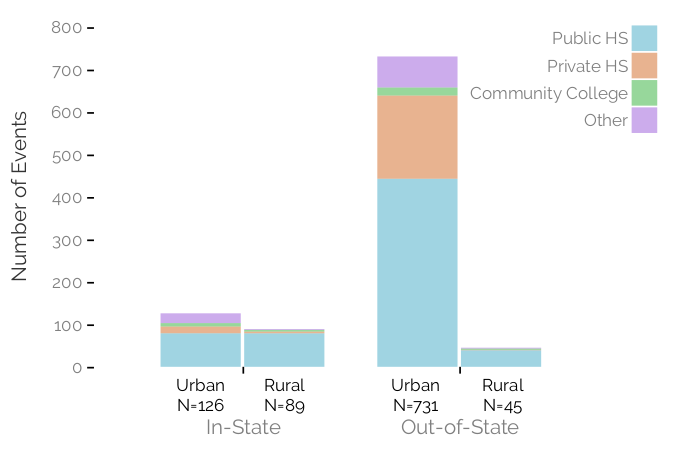 Number of Events
800
700
600
500
400
300
200
100
0
Public HS
Private HS
Community College
Other
Urban Rural Urban Rural
N=126 N=89 N=731 N=45
In-State Out-of-State